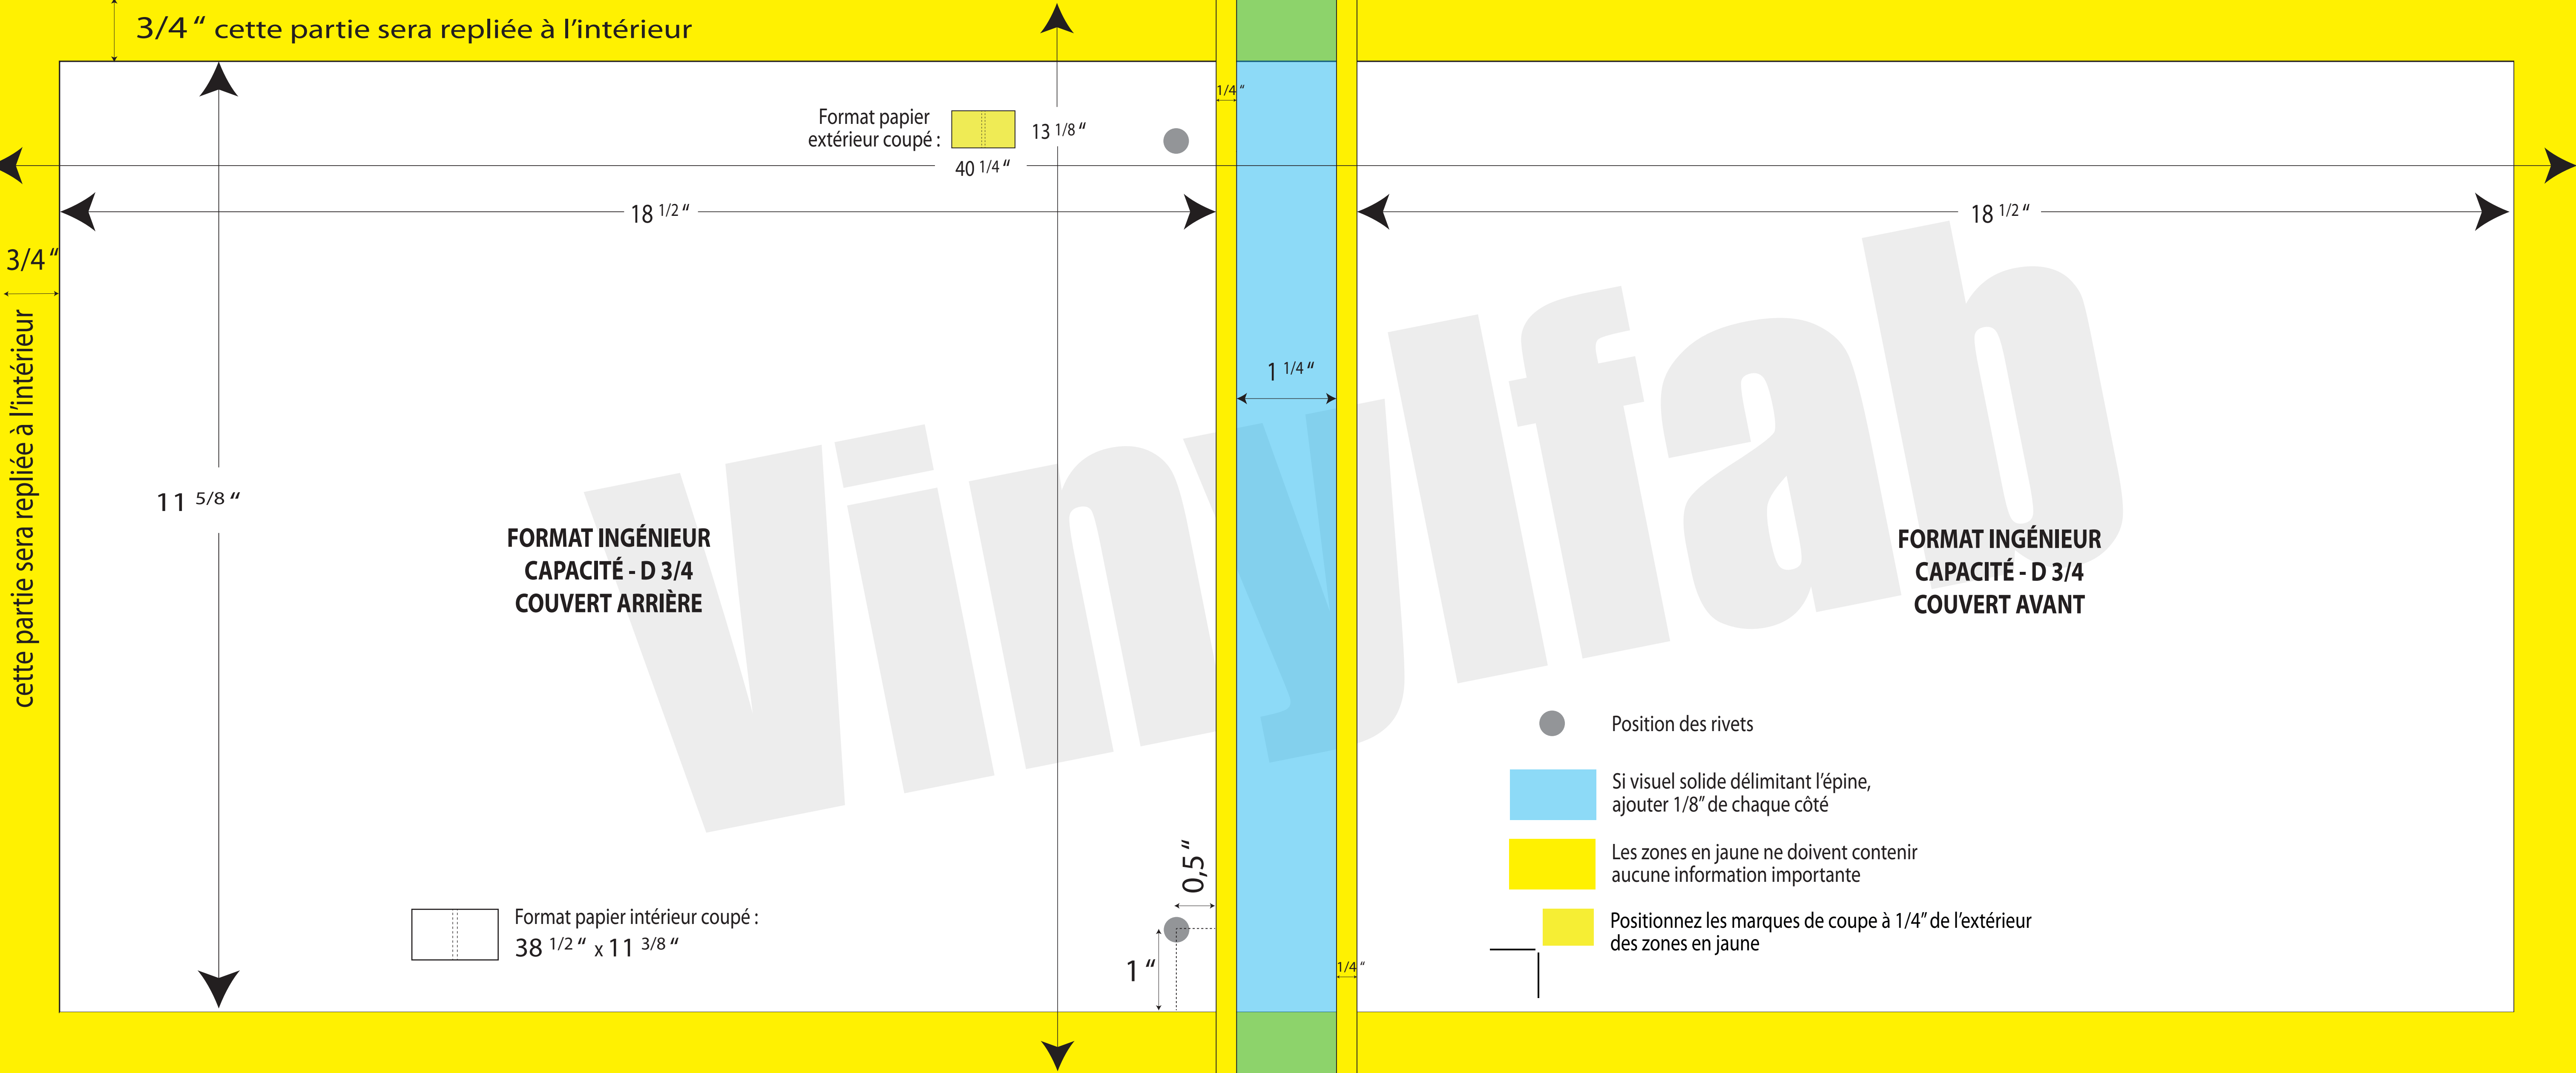 3/4 “ cette partie sera repliée à l’intérieur
1/4 “
Format papier
extérieur coupé :
13 1/8 “
40 1/4 “
18 1/2 “
18 1/2 “
3/4 “
cette partie sera repliée à l’intérieur
1 1/4 “
11 5/8 “
Vinylfab
FORMAT INGÉNIEUR
CAPACITÉ - D 3/4
COUVERT ARRIÈRE
FORMAT INGÉNIEUR
CAPACITÉ - D 3/4
COUVERT AVANT
Position des rivets
Si visuel solide délimitant l’épine,
ajouter 1/8” de chaque côté
Les zones en jaune ne doivent contenir
aucune information importante
Positionnez les marques de coupe à 1/4” de l’extérieur
des zones en jaune
0,5 “
1 “
1/4 “
Format papier intérieur coupé :
38 1/2 “ x 11 3/8 “